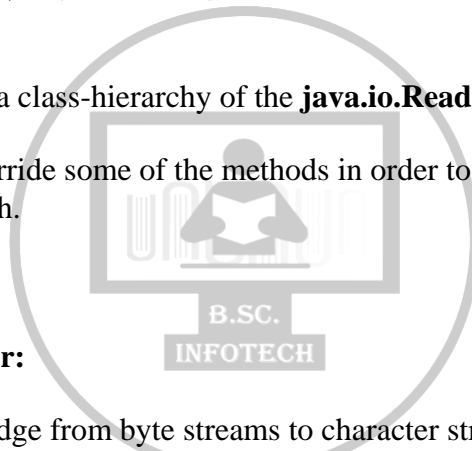 a class-hierarchy of the java.io.Read
rride some of the methods in order to
h.
B.SC.
INFOTECH
r:
dge from byte streams to character str